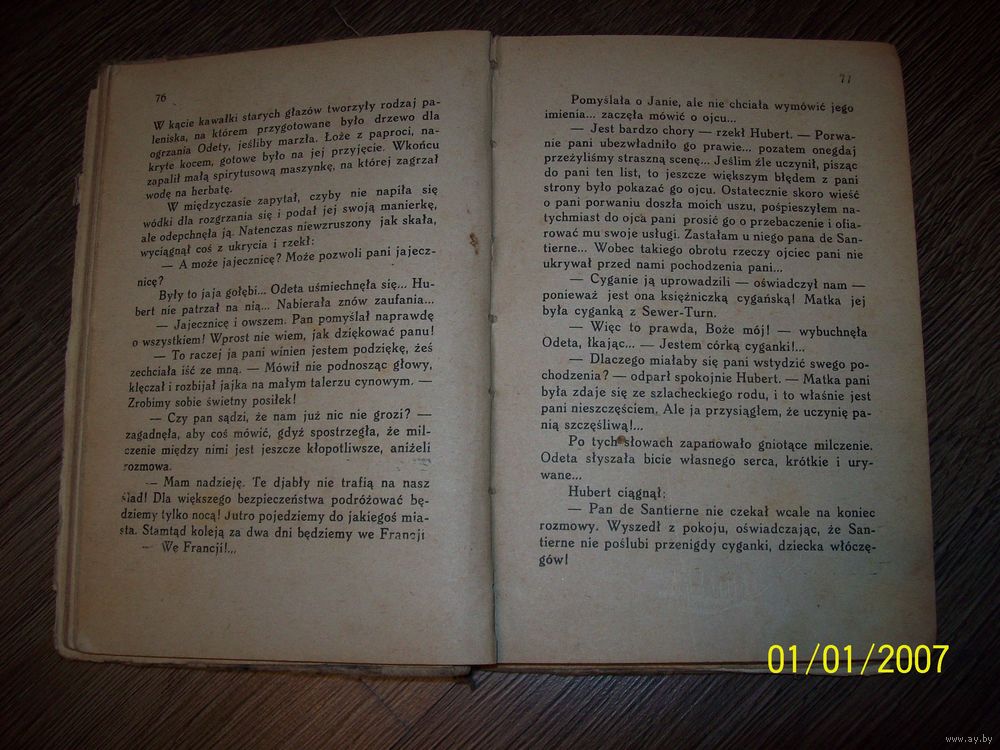 76
W kącie kawałki starych głazów tworzyły rodzaj pa-
leniska, na którem przygotowane było drzewo dla
ogrzania Odety, jeśliby marzła. Łoże z paproci, na-
kryte kocem, gotowe było na jej przyjęcie. Wkońcu
zapalił małą spirytusową maszynkę, na której zagrzał
wodę na herbatę.
W międzyczasie zapytał, czyby nie napiła się
wódki dla rozgrzania się i podał jej swoją manierkę,
ale odepchnęła ją. Natenczas niewzruszony jak skała,
wyciągnął coś z ukrycia i rzekł:
— A może jajecznicę? Może pozwoli pani jajecz-
nicę?
Były to jaja gołębi... Odeta uśmiechnęła się... Hu-
bert nie patrzał na nią... Nabierała znów zaufania...
— Jajecznicę i owszem. Pan pomyślał naprawdę
o wszystkiem! Wprost nie wiem, jak dziękować panu!
— To raczej ja pani winien jestem podziękę, żeś
zechciała iść ze mną. — Mówił nie podnosząc głowy,
klęczał i rozbijał jajka na małym talerzu cynowym. —
Zrobimy sobie świetny posiłek!
— Czy pan sądzi, że nam już nic nie grozi? —
zagadnęła, aby coś mówić, gdyż spostrzegła, że mil-
czenie między nimi jest jeszcze kłopotliwsze, aniżeli
rozmowa.
— Mam nadzieję. Te djabły nie trafią na nasz
ślad! Dla większego bezpieczeństwa podróżować bę-
dziemy tylko nocą! Jutro pojedziemy do jakiegoś mia-
sta. Stamtąd koleją za dwa dni będziemy we Francji
— We Francji!...
77
Pomyślała o Janie, ale nie chciała wymówić jego
imienia... zaczęła mówić o ojcu...
— Jest bardzo chory — rzekł Hubert. — Porwa-
nie pani ubezwładniło go prawie... pozatem onegdaj
przeżyliśmy straszną scenę... Jeślim źle uczynił, pisząc
do pani ten list, to jeszcze większym błędem z pani
strony było pokazać go ojcu. Ostatecznie skoro wieść
o pani porwaniu doszła moich uszu, pośpieszyłem na-
tychmiast do ojca pani prosić go o przebaczenie i ofia-
rować mu swoje usługi. Zastałam u niego pana de San-
tierne... Wobec takiego obrotu rzeczy ojciec pani nie
ukrywał przed nami pochodzenia pani...
— Cyganie ją uprowadzili — oświadczył nam —
ponieważ jest ona księżniczką cygańską! Matka jej
była cyganką z Sewer-Turn.
— Więc to prawda, Boże mój! — wybuchnęła
Odeta, łkając... — Jestem córką cyganki!...
— Dlaczego miałaby się pani wstydzić swego po-
chodzenia? — odparł spokojnie Hubert. — Matka pani
była zdaje się ze szlacheckiego rodu, i to właśnie jest
pani nieszczęściem. Ale ja przysiągłem, że uczynię pa-
nią szczęśliwą!...
Po tych słowach zapanowało gniotące milczenie.
Odeta słyszała bicie własnego serca, krótkie i ury-
wane...
Hubert ciągnął:
— Pan de Santierne nie czekał wcale na koniec
rozmowy. Wyszedł z pokoju, oświadczając, że San-
tierne nie poślubi przenigdy cyganki, dziecka włóczę-
gów!
01/01/2007
www.ay.by